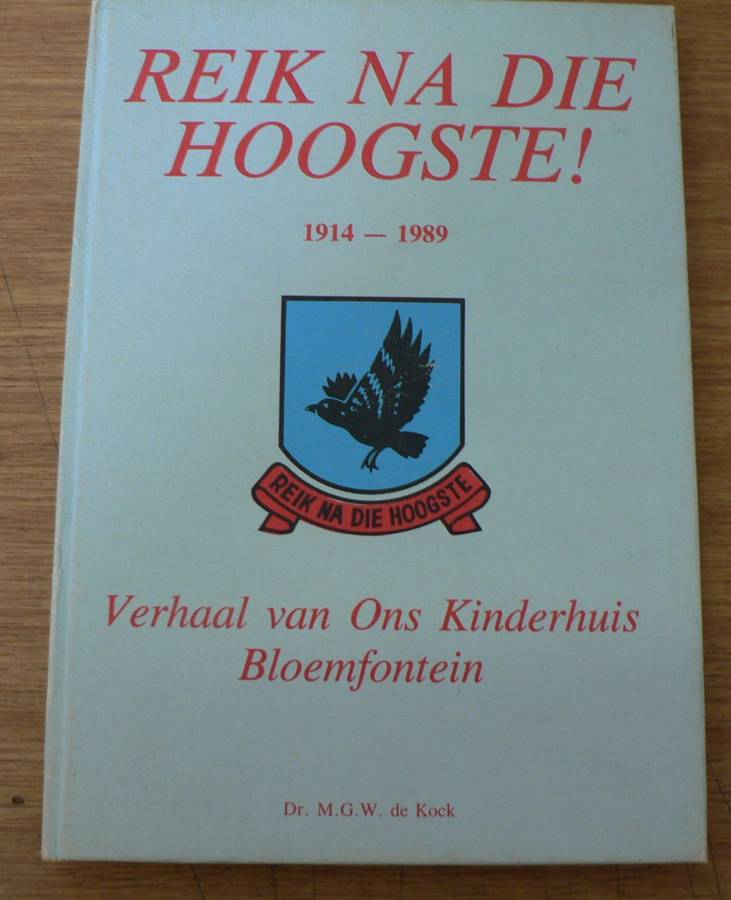 REIK NA DIE
HOOGSTE!
1914 — 1989
REIK NA DIE HOOGSTE
Verhaal van Ons Kinderhuis
Bloemfontein
Dr. M.G.W. de Kock